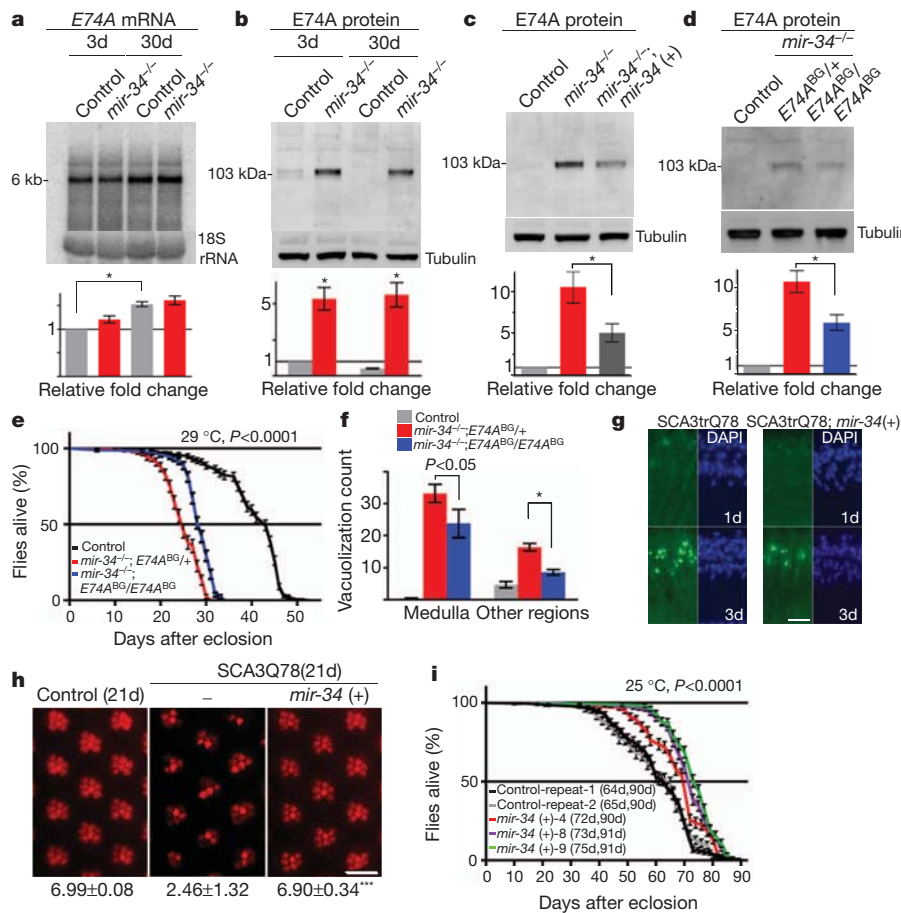 a E74A mRNA
3d 30d
Control mir-34–/– Control mir-34–/–
6 kb-
18S
rRNA
*
1
Relative fold change
b E74A protein
3d 30d
Control mir-34–/– Control mir-34–/–
103 kDa-
Tubulin
* *
5
1
Relative fold change
c E74A protein
Control mir-34–/– mir-34–/–; mir-34 (+)
103 kDa-
Tubulin
*
10
5
1
Relative fold change
d E74A protein
mir-34–/–
Control E74ABG/+ E74ABG/ E74ABG
103 kDa-
Tubulin
*
10
5
1
Relative fold change
e
29 °C, P<0.0001
Flies alive (%)
100
50
0
Control
mir-34–/–; E74ABG/+
mir-34–/–;
E74ABG/E74ABG
0 10 20 30 40 50
Days after eclosion
f
Control
mir-34–/–;E74ABG/+
mir-34–/–;E74ABG/E74ABG
P<0.05
*
Vacuolization count
30
20
10
Medulla Other regions
g
SCA3trQ78 SCA3trQ78; mir-34(+)
DAPI DAPI
1d 1d
3d 3d
h
SCA3Q78(21d)
Control (21d) – mir-34 (+)
6.99±0.08 2.46±1.32 6.90±0.34***
i
25 °C, P<0.0001
Flies alive (%)
100
50
0
Control-repeat-1 (64d,90d)
Control-repeat-2 (65d,90d)
mir-34 (+)-4 (72d,90d)
mir-34 (+)-8 (73d,91d)
mir-34 (+)-9 (75d,91d)
0 10 20 30 40 50 60 70 80 90
Days after eclosion